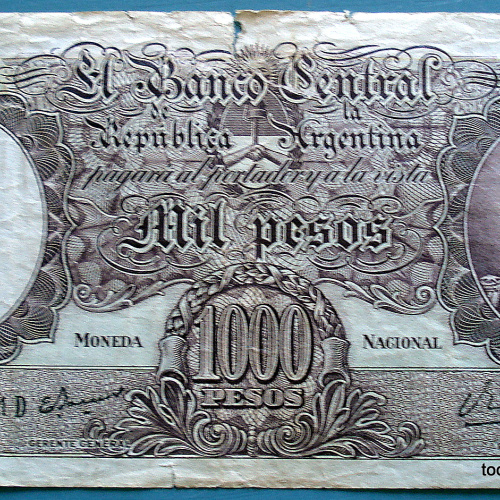 El Banco Central
de la
República Argentina
pagará al portador y a la vista
Mil pesos
1000
PESOS
MONEDA NACIONAL
GERENTE GENERAL